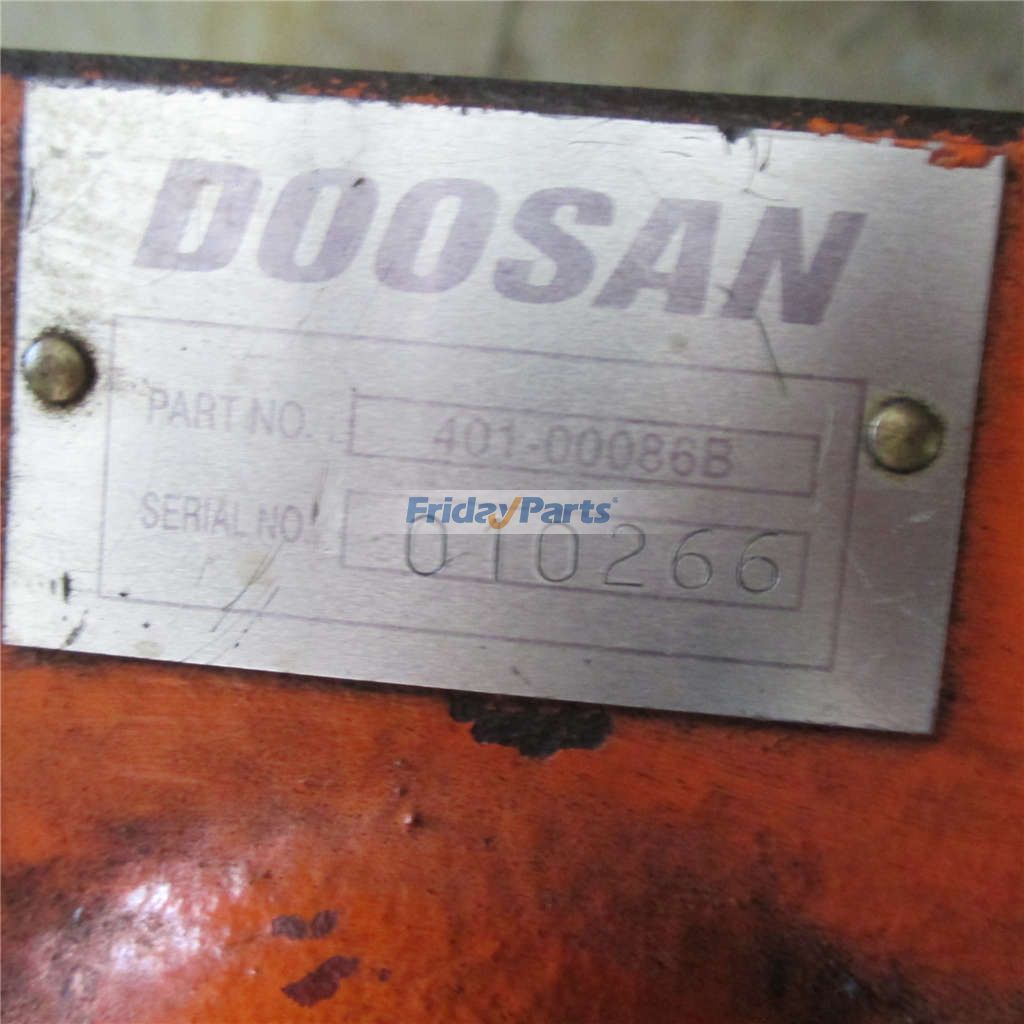 DOOSAN
PART NO. 401-00086B
FridayParts®
SERIAL NO. 010266